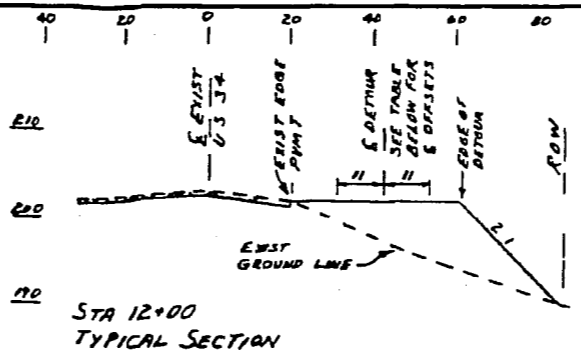 40 20 0 20 40 60 80
℄ EXIST
US 34
EXIST EDGE
PVMT
℄ DETOUR
SEE TABLE
BELOW FOR
℄ OFFSETS
EDGE OF
DETOUR
ROW
210
11 11
200
2:1
EXIST
GROUND LINE
190
STA 12+00
TYPICAL SECTION